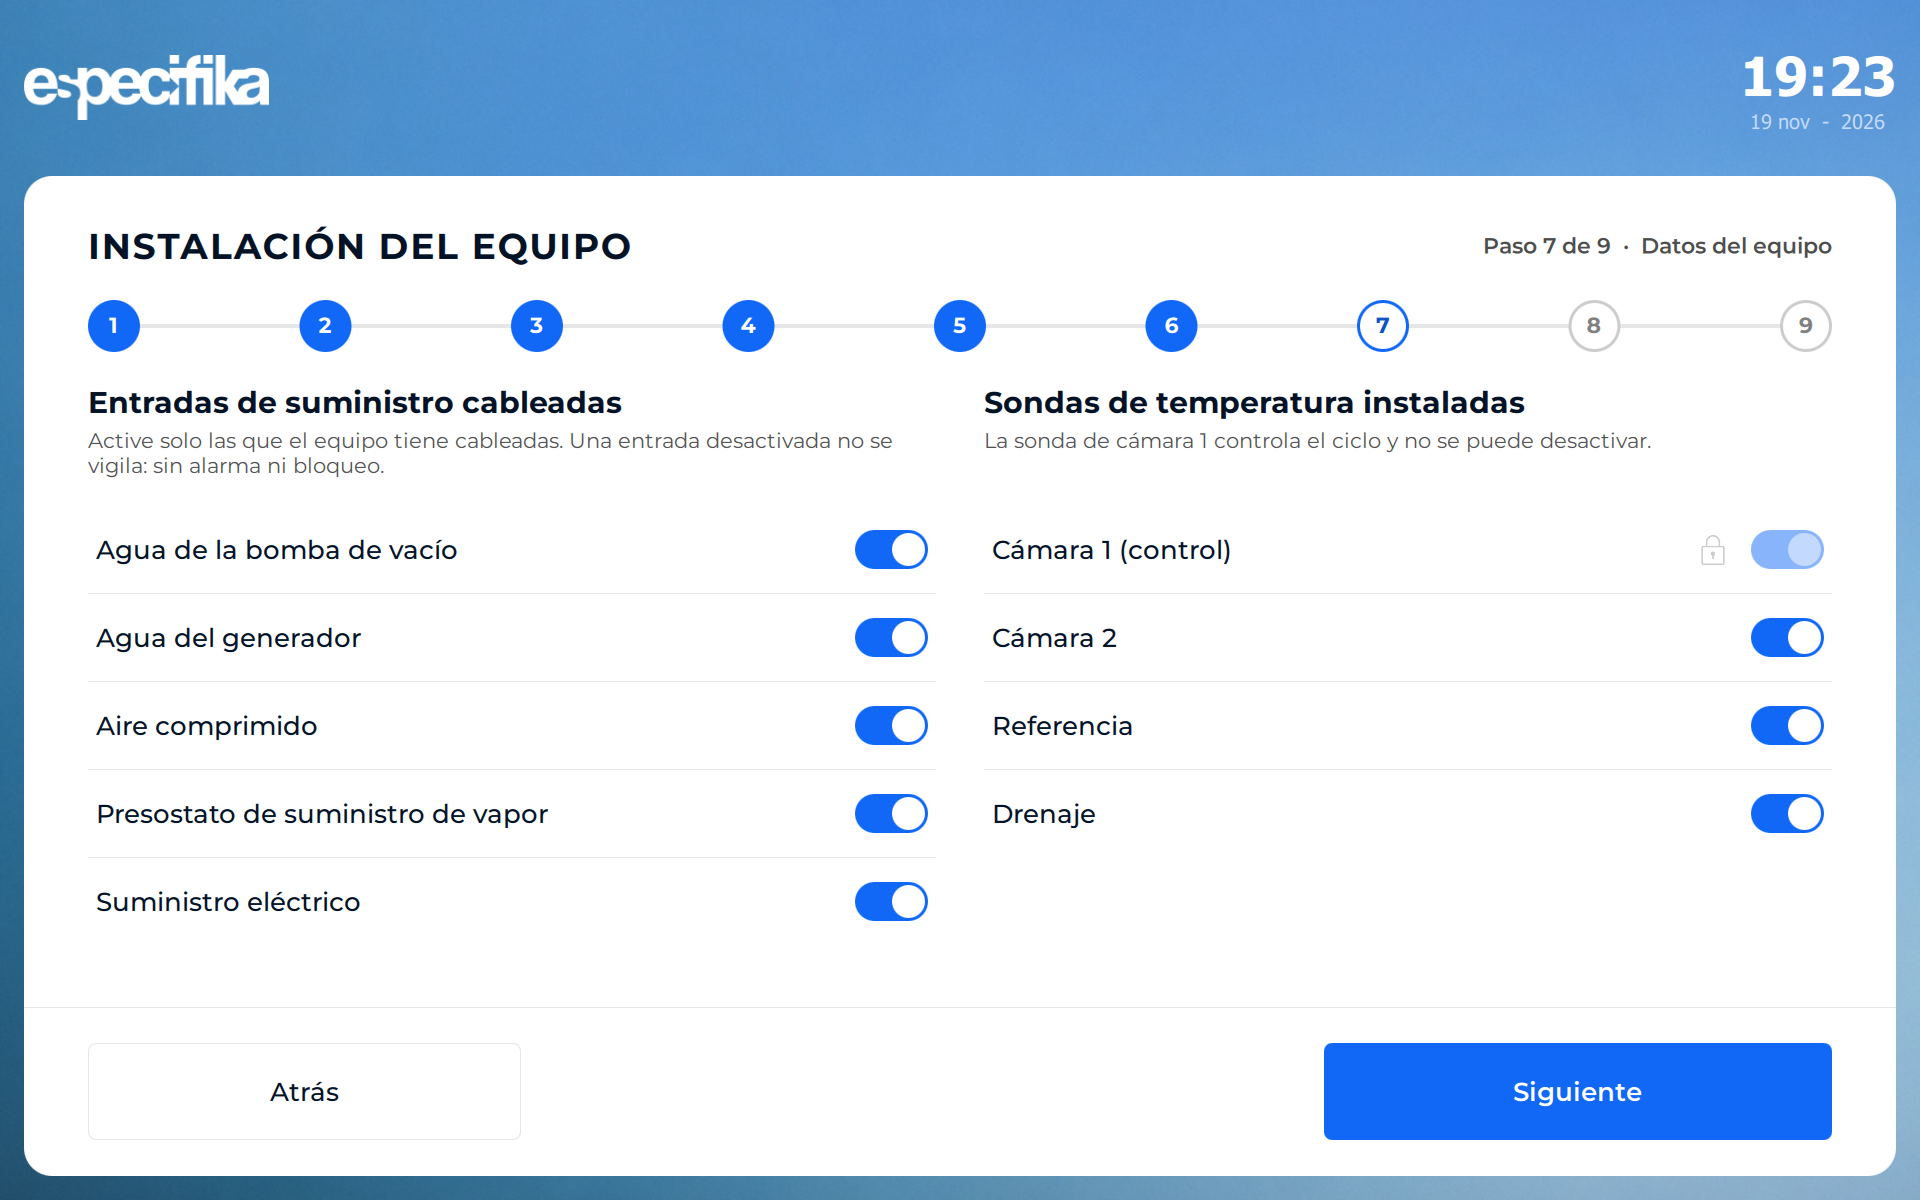 especifika
19:23
19 nov - 2026
INSTALACIÓN DEL EQUIPO
Paso 7 de 9 · Datos del equipo
1 2 3 4 5 6 7 8 9
Entradas de suministro cableadas
Active solo las que el equipo tiene cableadas. Una entrada desactivada no se
vigila: sin alarma ni bloqueo.
Agua de la bomba de vacío
Agua del generador
Aire comprimido
Presostato de suministro de vapor
Suministro eléctrico
Sondas de temperatura instaladas
La sonda de cámara 1 controla el ciclo y no se puede desactivar.
Cámara 1 (control)
Cámara 2
Referencia
Drenaje
Atrás
Siguiente